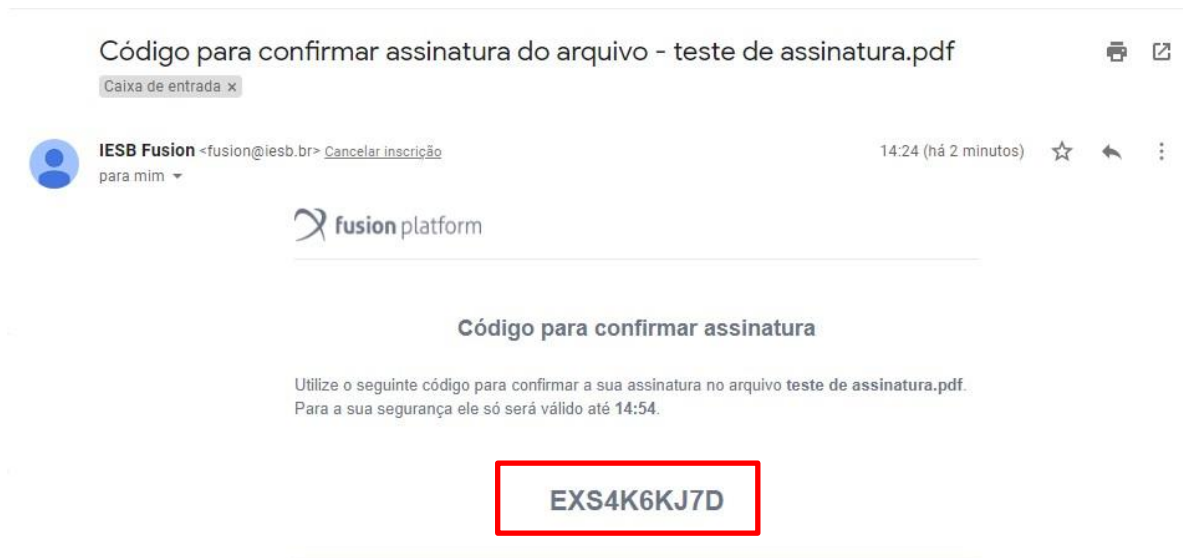 Código para confirmar assinatura do arquivo - teste de assinatura.pdf
Caixa de entrada x
IESB Fusion <fusion@iesb.br> Cancelar inscrição
14:24 (há 2 minutos)
para mim
fusion platform
Código para confirmar assinatura
Utilize o seguinte código para confirmar a sua assinatura no arquivo teste de assinatura.pdf.
Para a sua segurança ele só será válido até 14:54.
EXS4K6KJ7D